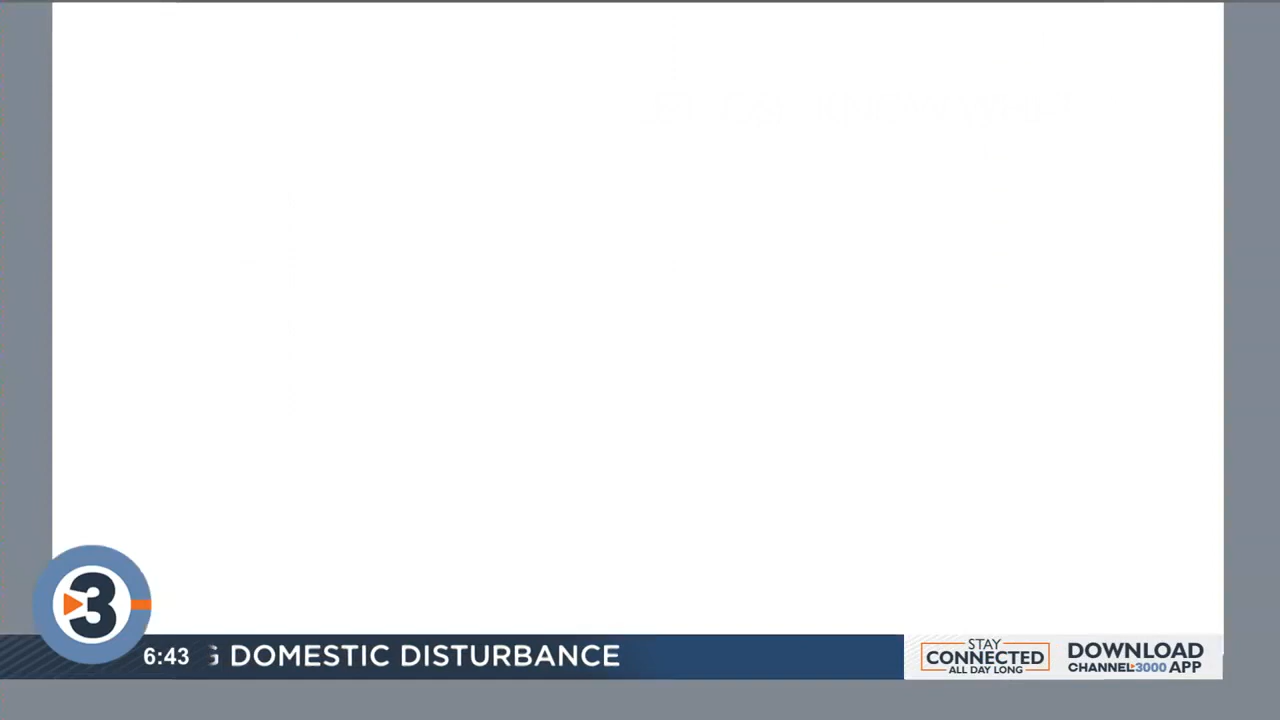 3
6:43
G DOMESTIC DISTURBANCE
STAY
CONNECTED
ALL DAY LONG
DOWNLOAD
CHANNEL3000 APP